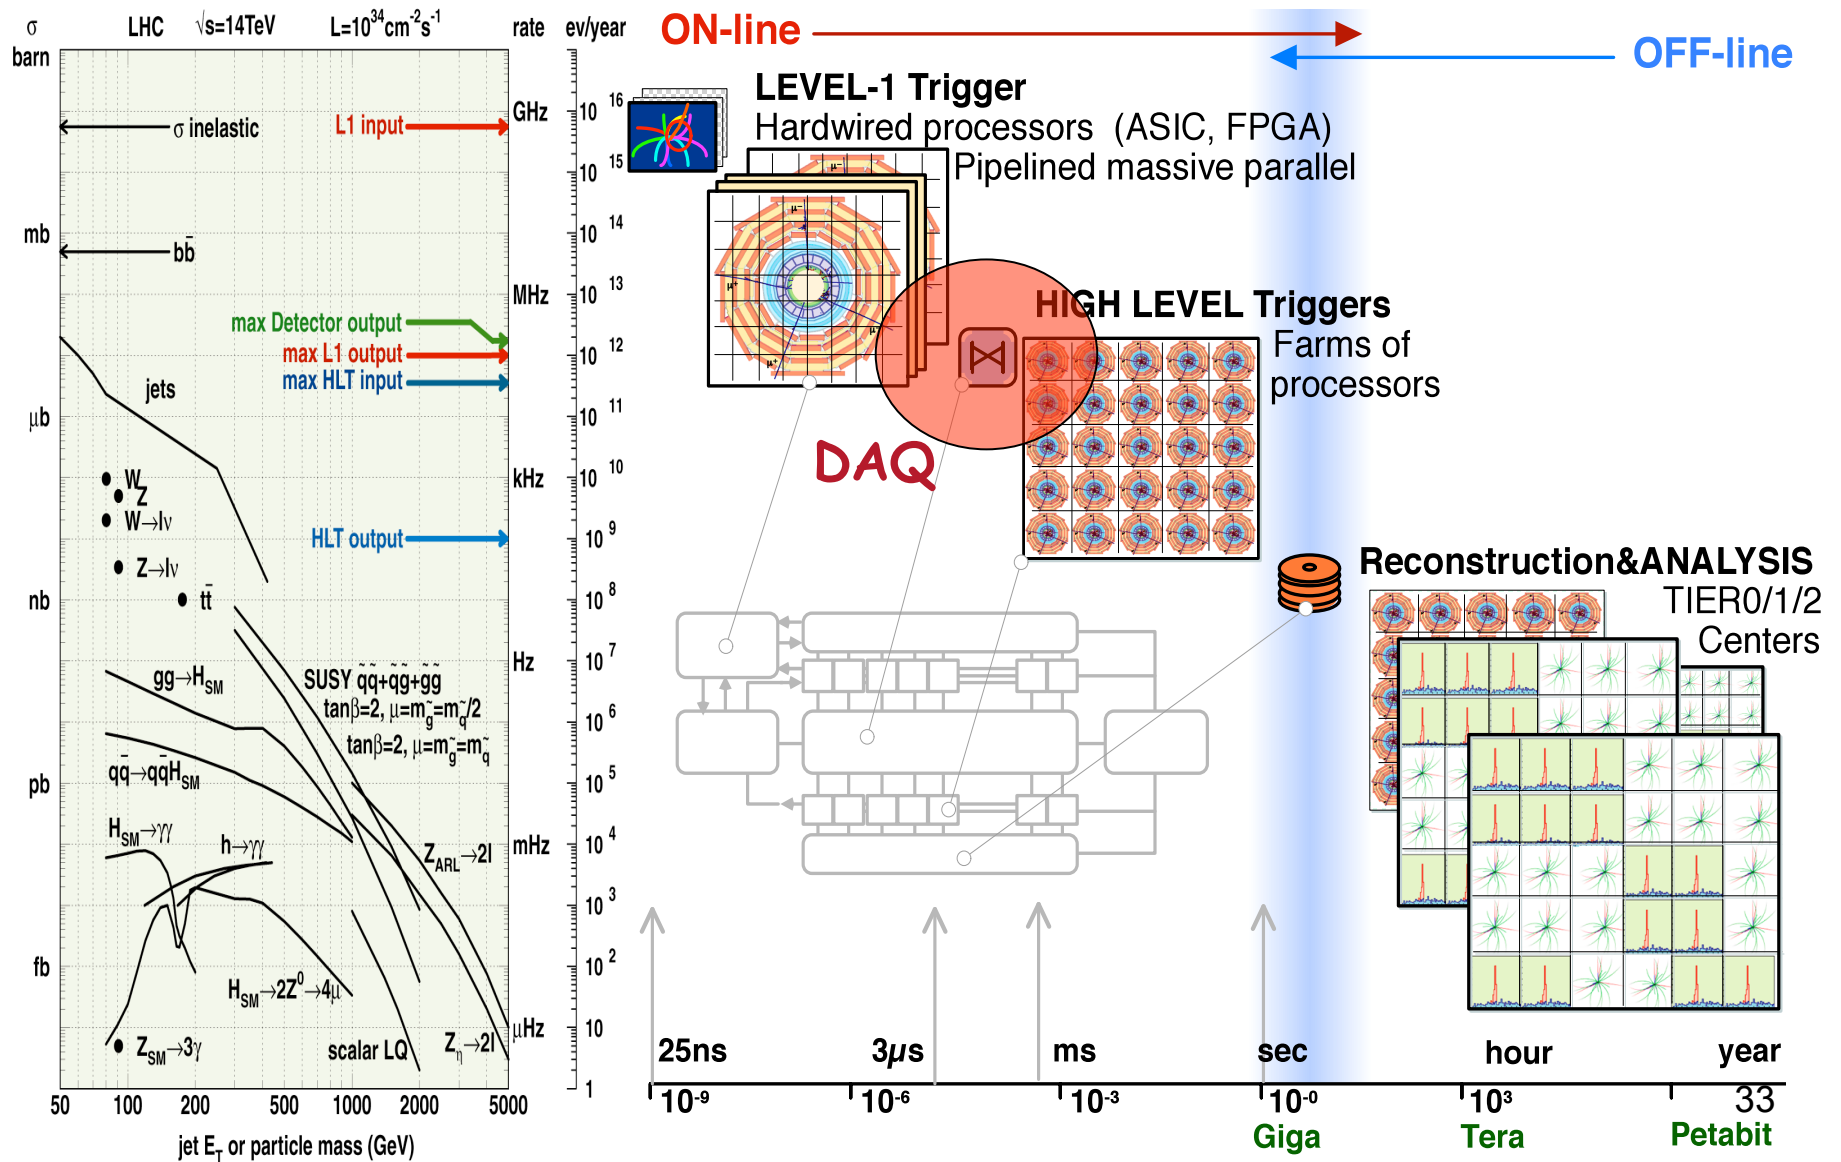 σ LHC √s=14TeV L=10³⁴cm⁻²s⁻¹ rate ev/year
barn
GHz
σ inelastic
L1 input
mb
bb̄
MHz
max Detector output
max L1 output
max HLT input
jets
μb
kHz
W
Z
W→lν
HLT output
Z→lν
nb
tt̄
Hz
gg→H_SM
SUSY q̃q̃+q̃g̃+g̃g̃
tanβ=2, μ=m_g̃=m_q̃/2
tanβ=2, μ=m_g̃=m_q̃
qq̄→qq̄H_SM
pb
H_SM→γγ
h→γγ
mHz
Z_ARL→2l
fb
H_SM→2Z⁰→4μ
μHz
Z_SM→3γ
scalar LQ
Z_η→2l
50 100 200 500 1000 2000 5000
jet E_T or particle mass (GeV)
10¹⁶
10¹⁵
10¹⁴
10¹³
10¹²
10¹¹
10¹⁰
10⁹
10⁸
10⁷
10⁶
10⁵
10⁴
10³
10²
10
1
ON-line
OFF-line
LEVEL-1 Trigger
Hardwired processors (ASIC, FPGA)
Pipelined massive parallel
μ⁻
μ⁻
μ⁺
μ⁻
μ⁺
HIGH LEVEL Triggers
Farms of
processors
DAQ
Reconstruction&ANALYSIS
TIER0/1/2
Centers
25ns 3µs ms sec hour year
10⁻⁹ 10⁻⁶ 10⁻³ 10⁻⁰ 10³ 33
Giga Tera Petabit